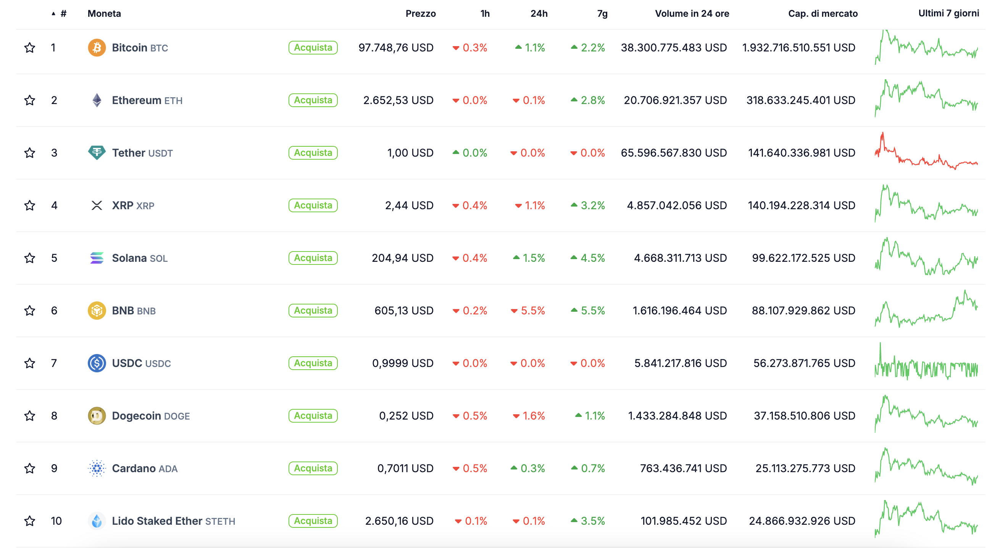 ▲ # Moneta Prezzo 1h 24h 7g Volume in 24 ore Cap. di mercato Ultimi 7 giorni
1 Bitcoin BTC Acquista 97.748,76 USD ▼ 0.3% ▲ 1.1% ▲ 2.2% 38.300.775.483 USD 1.932.716.510.551 USD
2 Ethereum ETH Acquista 2.652,53 USD ▼ 0.0% ▼ 0.1% ▲ 2.8% 20.706.921.357 USD 318.633.245.401 USD
3 Tether USDT Acquista 1,00 USD ▲ 0.0% ▼ 0.0% ▼ 0.0% 65.596.567.830 USD 141.640.336.981 USD
4 XRP XRP Acquista 2,44 USD ▼ 0.4% ▼ 1.1% ▲ 3.2% 4.857.042.056 USD 140.194.228.314 USD
5 Solana SOL Acquista 204,94 USD ▼ 0.4% ▲ 1.5% ▲ 4.5% 4.668.311.713 USD 99.622.172.525 USD
6 BNB BNB Acquista 605,13 USD ▼ 0.2% ▼ 5.5% ▲ 5.5% 1.616.196.464 USD 88.107.929.862 USD
7 USDC USDC Acquista 0,9999 USD ▼ 0.0% ▼ 0.0% ▼ 0.0% 5.841.217.816 USD 56.273.871.765 USD
8 Dogecoin DOGE Acquista 0,252 USD ▼ 0.5% ▼ 1.6% ▲ 1.1% 1.433.284.848 USD 37.158.510.806 USD
9 Cardano ADA Acquista 0,7011 USD ▼ 0.5% ▲ 0.3% ▲ 0.7% 763.436.741 USD 25.113.275.773 USD
10 Lido Staked Ether STETH Acquista 2.650,16 USD ▼ 0.1% ▼ 0.1% ▲ 3.5% 101.985.452 USD 24.866.932.926 USD